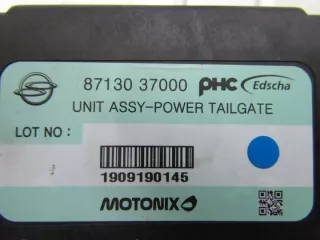 87130 37000 PHC Edscha
UNIT ASSY-POWER TAILGATE
LOT NO :
1909190145
MOTONIX